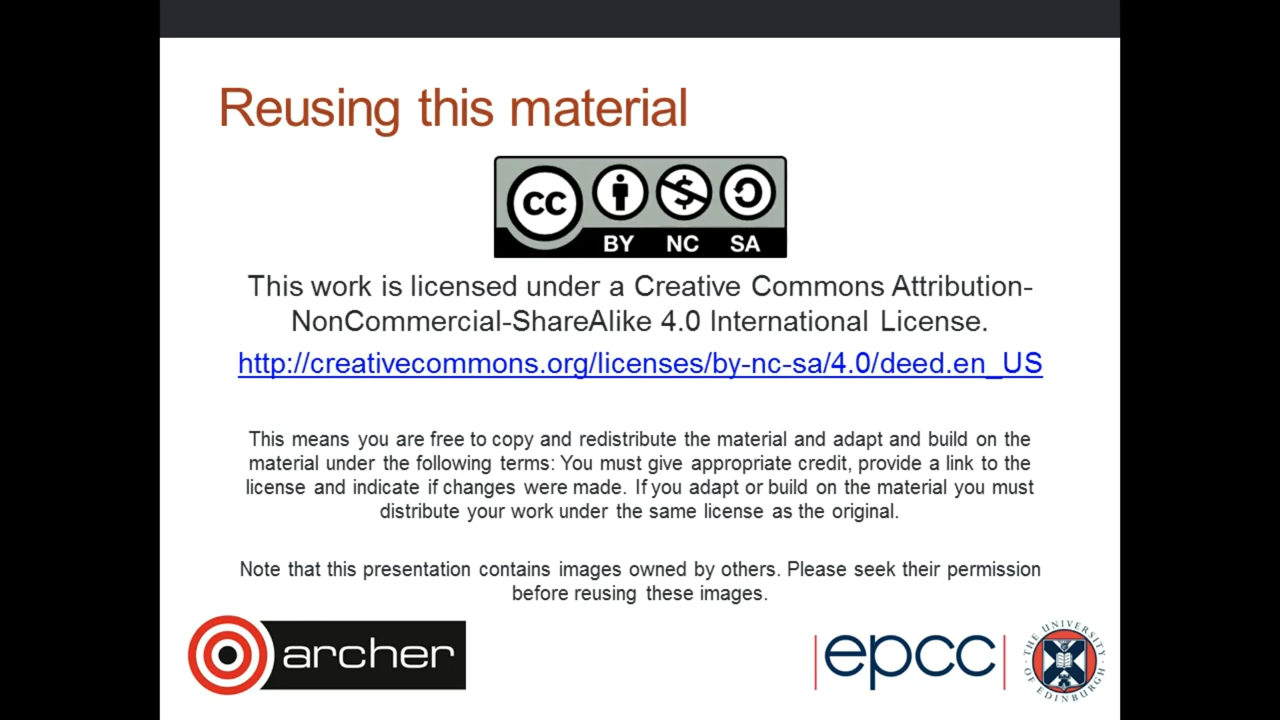 Reusing this material
CC
BY NC SA
This work is licensed under a Creative Commons Attribution-
NonCommercial-ShareAlike 4.0 International License.
http://creativecommons.org/licenses/by-nc-sa/4.0/deed.en_US
This means you are free to copy and redistribute the material and adapt and build on the
material under the following terms: You must give appropriate credit, provide a link to the
license and indicate if changes were made. If you adapt or build on the material you must
distribute your work under the same license as the original.
Note that this presentation contains images owned by others. Please seek their permission
before reusing these images.
archer
epcc
THE UNIVERSITY OF EDINBURGH